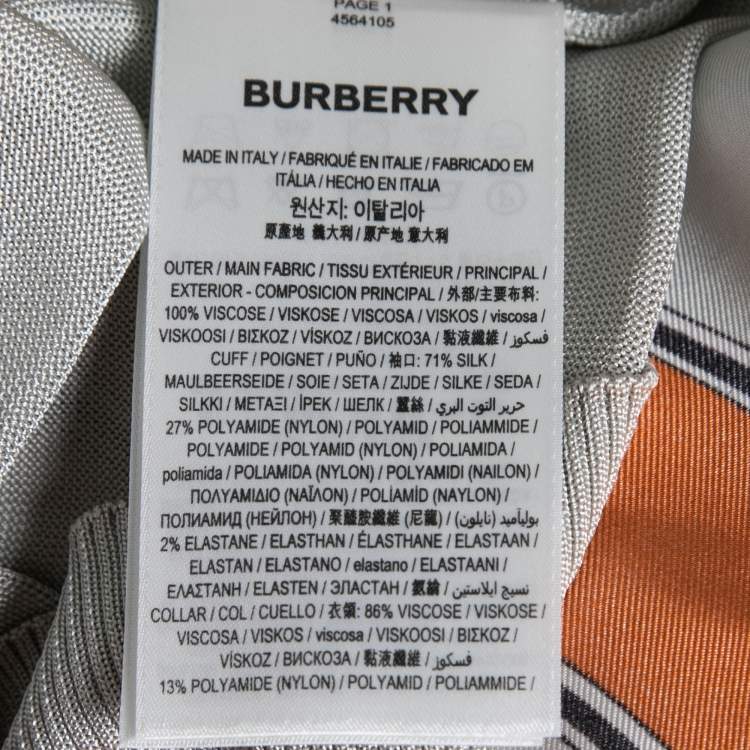 PAGE 1
4564105
BURBERRY
MADE IN ITALY / FABRIQUÉ EN ITALIE / FABRICADO EM
ITÁLIA / HECHO EN ITALIA
원산지: 이탈리아
原產地 義大利 / 原产地 意大利
OUTER / MAIN FABRIC / TISSU EXTÉRIEUR / PRINCIPAL /
EXTERIOR - COMPOSICION PRINCIPAL / 外部/主要布料:
100% VISCOSE / VISKOSE / VISCOSA / VISKOS / viscosa /
VISKOOSI / ΒΙΣΚΟΖ / VİSKOZ / ВИСКОЗА / 黏液纖維 / فسكوز /
CUFF / POIGNET / PUÑO / 袖口: 71% SILK /
MAULBEERSEIDE / SOIE / SETA / ZIJDE / SILKE / SEDA /
SILKKI / ΜΕΤΑΞΙ / İPEK / ШЕЛК / 蠶絲 / حرير التوت البري /
27% POLYAMIDE (NYLON) / POLYAMID / POLIAMMIDE /
POLYAMIDE / POLYAMID (NYLON) / POLIAMIDA /
poliamida / POLIAMIDA (NYLON) / POLYAMIDI (NAILON) /
ΠΟΛΥΑΜΙΔΙΟ (ΝΑΪΛΟΝ) / POLİAMİD (NAYLON) /
ПОЛИАМИД (НЕЙЛОН) / 聚醯胺纖維 (尼龍) / بوليآميد (نايلون) /
2% ELASTANE / ELASTHAN / ÉLASTHANE / ELASTAAN /
ELASTAN / ELASTANO / elastano / ELASTAANI /
ΕΛΑΣΤΑΝΗ / ELASTEN / ЭЛАСТАН / 氨綸 / نسيج ايلاستين /
COLLAR / COL / CUELLO / 衣領: 86% VISCOSE / VISKOSE /
VISCOSA / VISKOS / viscosa / VISKOOSI / ΒΙΣΚΟΖ /
VİSKOZ / ВИСКОЗА / 黏液纖維 / فسكوز /
13% POLYAMIDE (NYLON) / POLYAMID / POLIAMMIDE /